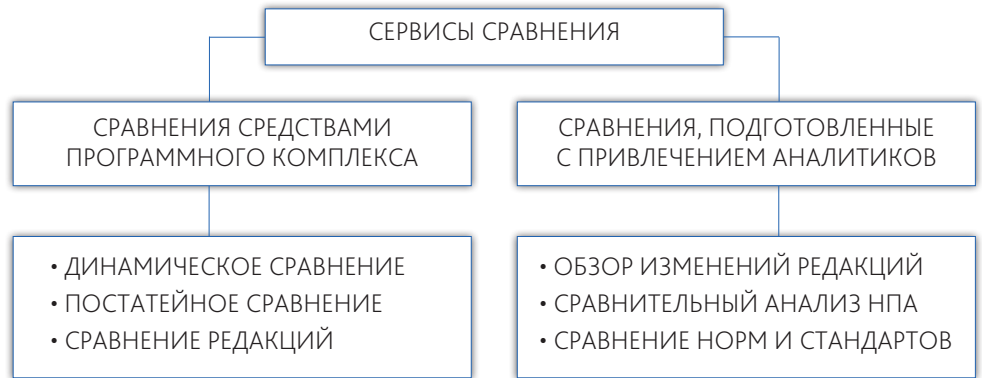 СЕРВИСЫ СРАВНЕНИЯ
СРАВНЕНИЯ СРЕДСТВАМИ
ПРОГРАММНОГО КОМПЛЕКСА
СРАВНЕНИЯ, ПОДГОТОВЛЕННЫЕ
С ПРИВЛЕЧЕНИЕМ АНАЛИТИКОВ
• ДИНАМИЧЕСКОЕ СРАВНЕНИЕ
• ПОСТАТЕЙНОЕ СРАВНЕНИЕ
• СРАВНЕНИЕ РЕДАКЦИЙ
• ОБЗОР ИЗМЕНЕНИЙ РЕДАКЦИЙ
• СРАВНИТЕЛЬНЫЙ АНАЛИЗ НПА
• СРАВНЕНИЕ НОРМ И СТАНДАРТОВ